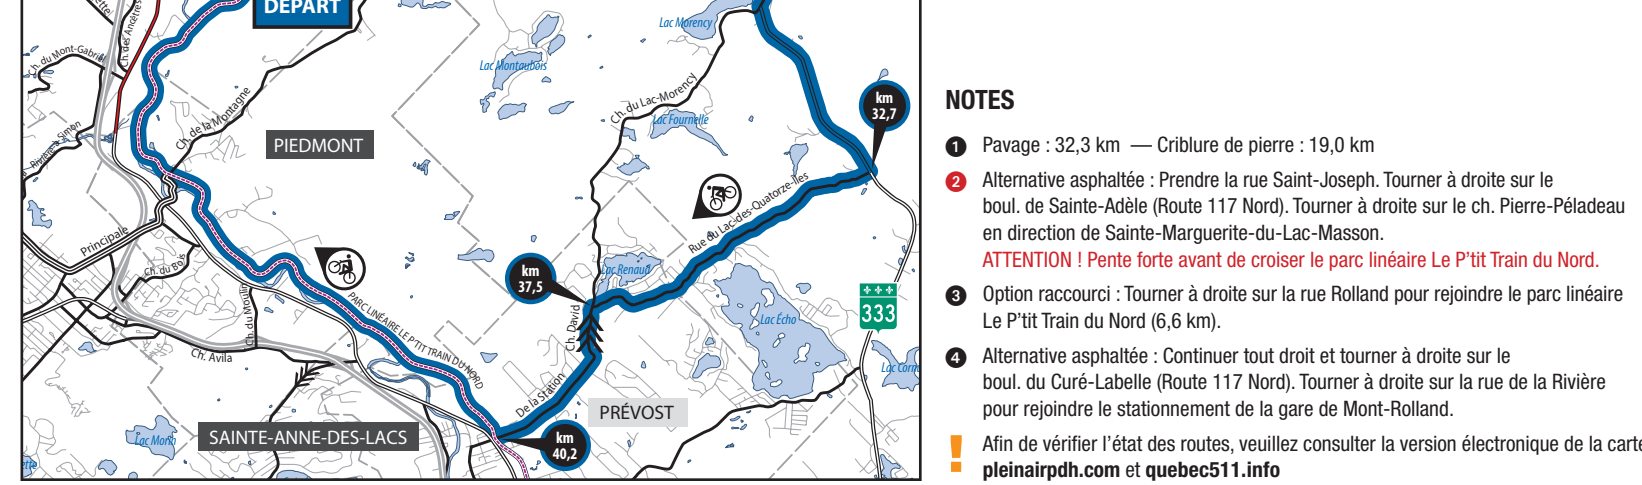 DÉPART
Ch. des Ancêtres
Ch. du Mont-Gabriel
Ch. de la Montagne
PIEDMONT
Lac Morency
Lac Montaubois
Ch. du Lac-Morency
Lac Fournelle
km
32,7
Rue du Lac-des-Quatorze-Îles
Principale
Ch. du Bois
Ch. du Moulin
Ch. Avila
PARC LINÉAIRE LE P'TIT TRAIN DU NORD
km
37,5
Lac Renaud
Ch. David
Lac Écho
333
De la Station
PRÉVOST
Lac Morin
SAINTE-ANNE-DES-LACS
km
40,2
NOTES
1 Pavage : 32,3 km — Criblure de pierre : 19,0 km
2 Alternative asphaltée : Prendre la rue Saint-Joseph. Tourner à droite sur le
boul. de Sainte-Adèle (Route 117 Nord). Tourner à droite sur le ch. Pierre-Péladeau
en direction de Sainte-Marguerite-du-Lac-Masson.
ATTENTION ! Pente forte avant de croiser le parc linéaire Le P'tit Train du Nord.
3 Option raccourci : Tourner à droite sur la rue Rolland pour rejoindre le parc linéaire
Le P'tit Train du Nord (6,6 km).
4 Alternative asphaltée : Continuer tout droit et tourner à droite sur le
boul. du Curé-Labelle (Route 117 Nord). Tourner à droite sur la rue de la Rivière
pour rejoindre le stationnement de la gare de Mont-Rolland.
! Afin de vérifier l'état des routes, veuillez consulter la version électronique de la carte
pleinairpdh.com et quebec511.info